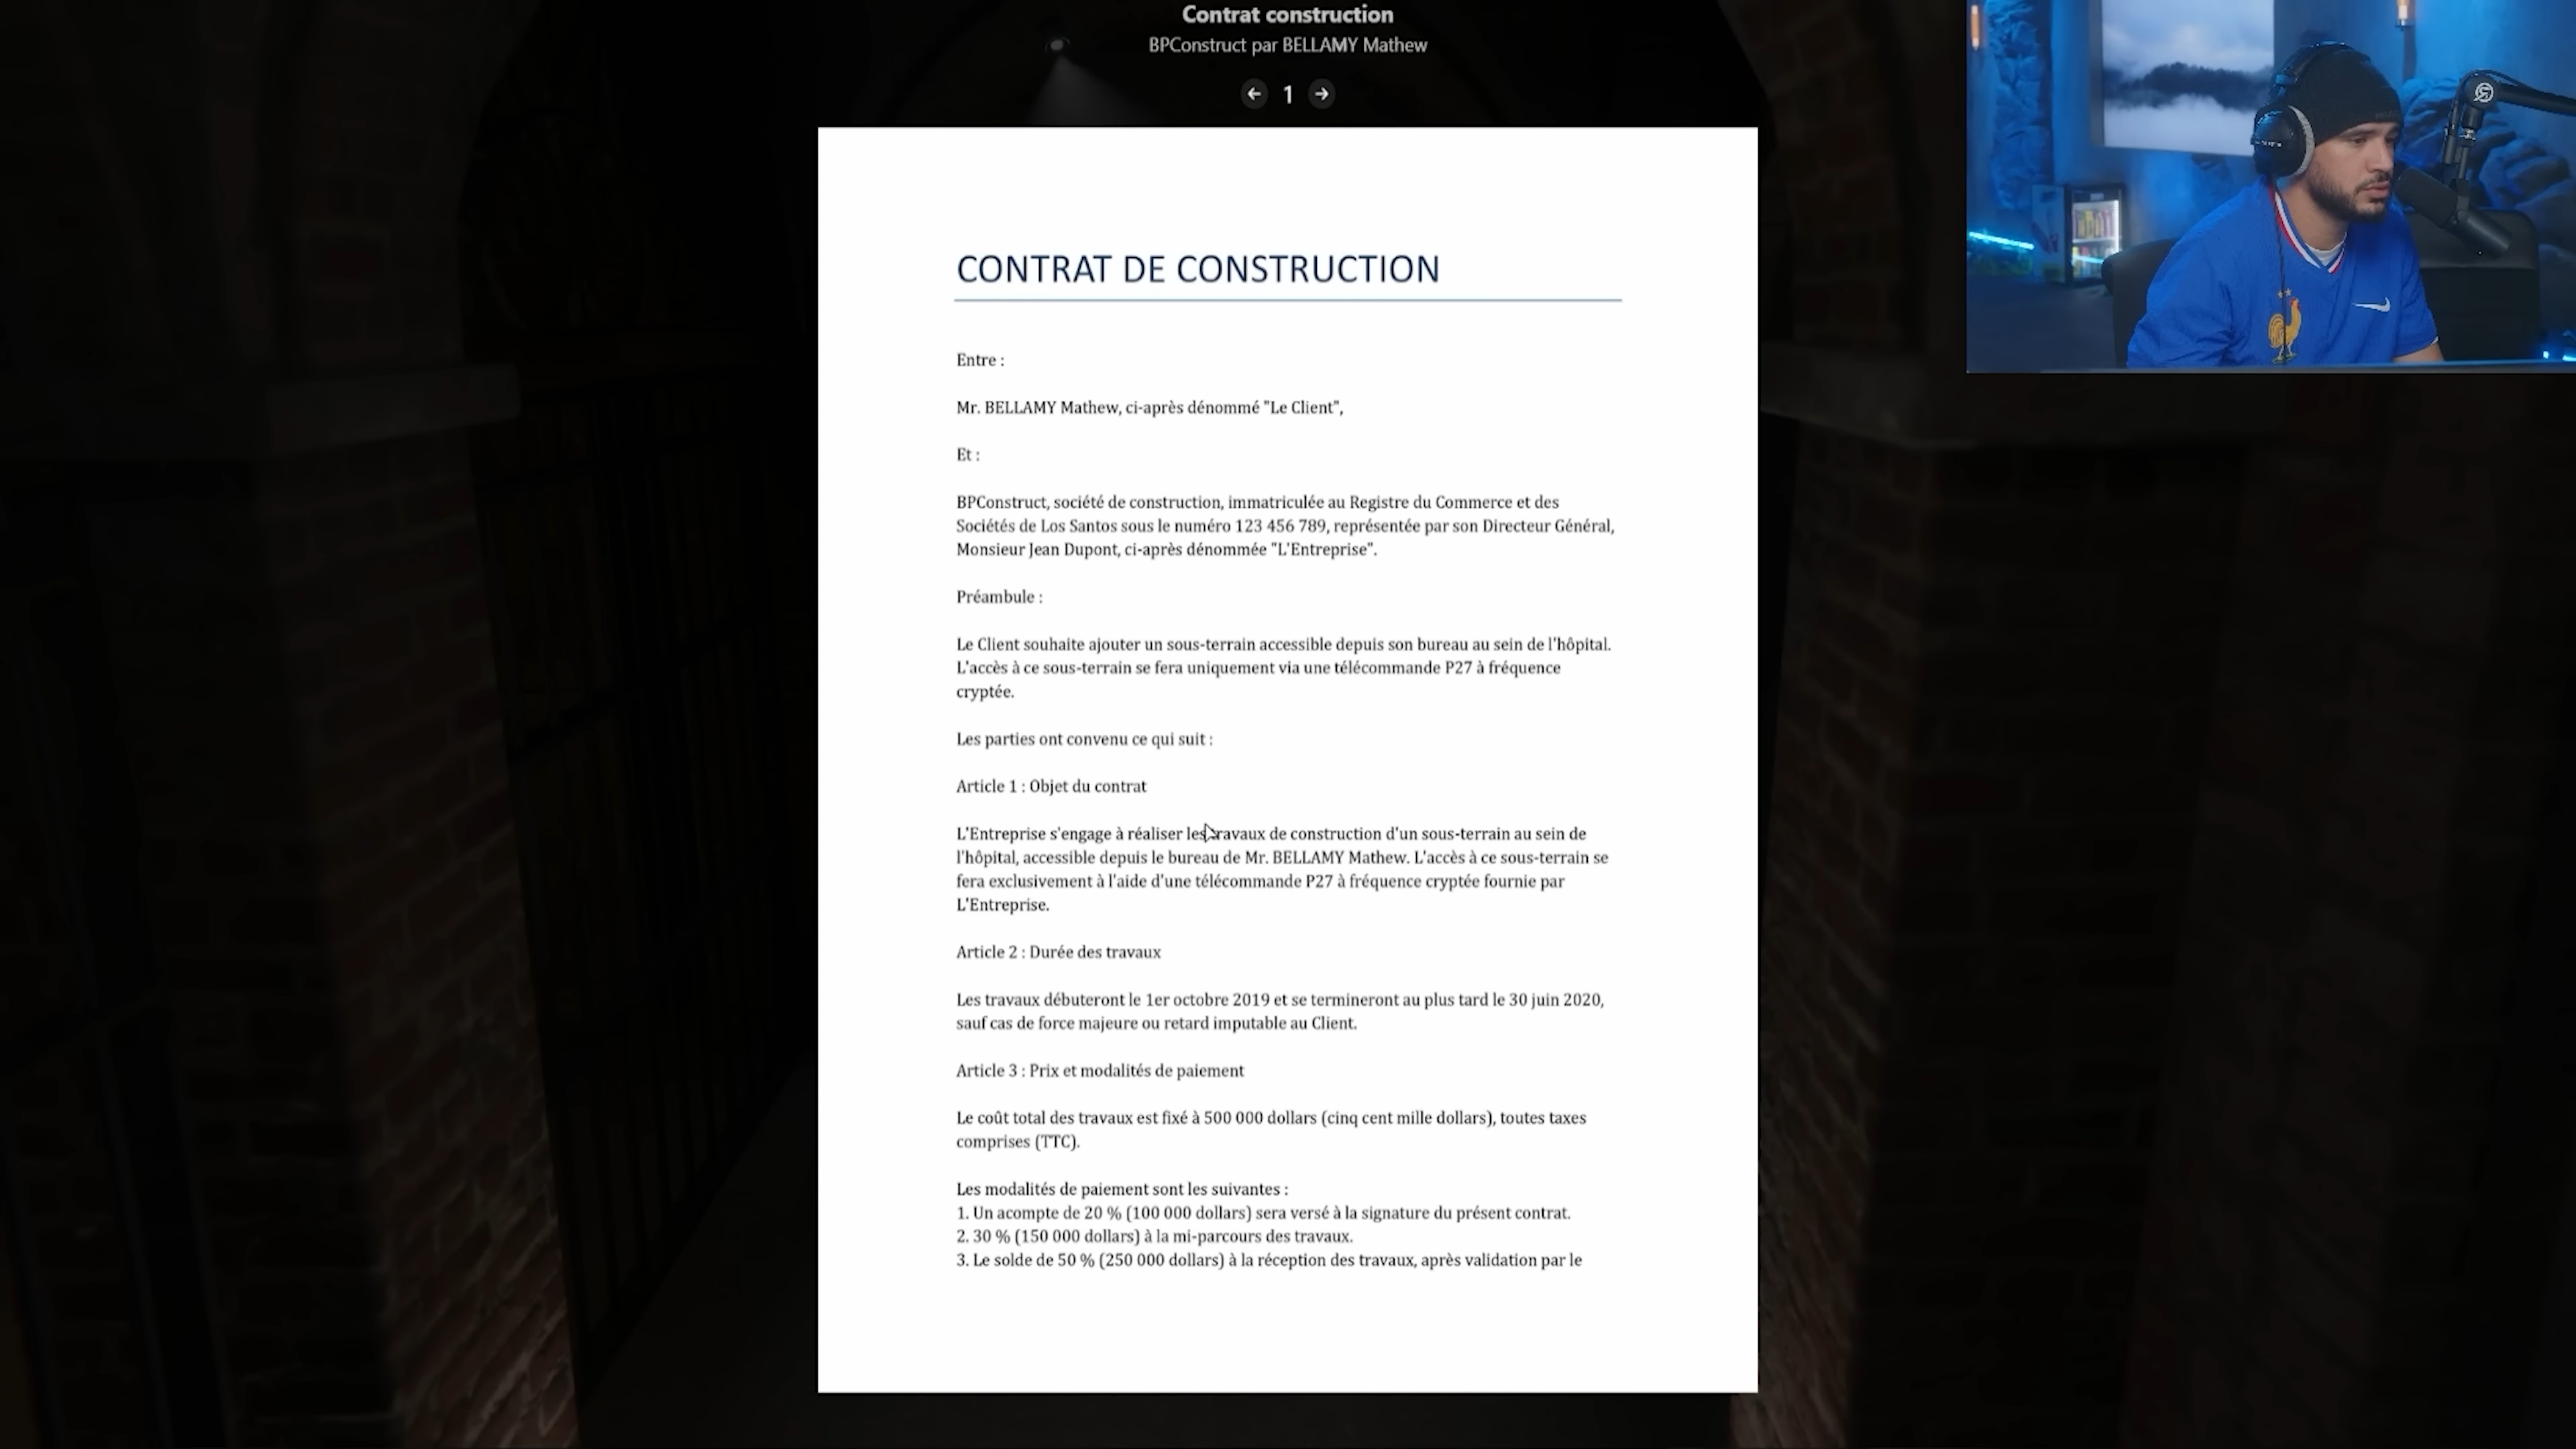 Contrat construction
BPConstruct par BELLAMY Mathew
1
CONTRAT DE CONSTRUCTION
Entre :
Mr. BELLAMY Mathew, ci-après dénommé "Le Client",
Et :
BPConstruct, société de construction, immatriculée au Registre du Commerce et des
Sociétés de Los Santos sous le numéro 123 456 789, représentée par son Directeur Général,
Monsieur Jean Dupont, ci-après dénommée "L'Entreprise".
Préambule :
Le Client souhaite ajouter un sous-terrain accessible depuis son bureau au sein de l'hôpital.
L'accès à ce sous-terrain se fera uniquement via une télécommande P27 à fréquence
cryptée.
Les parties ont convenu ce qui suit :
Article 1 : Objet du contrat
L'Entreprise s'engage à réaliser les travaux de construction d'un sous-terrain au sein de
l'hôpital, accessible depuis le bureau de Mr. BELLAMY Mathew. L'accès à ce sous-terrain se
fera exclusivement à l'aide d'une télécommande P27 à fréquence cryptée fournie par
L'Entreprise.
Article 2 : Durée des travaux
Les travaux débuteront le 1er octobre 2019 et se termineront au plus tard le 30 juin 2020,
sauf cas de force majeure ou retard imputable au Client.
Article 3 : Prix et modalités de paiement
Le coût total des travaux est fixé à 500 000 dollars (cinq cent mille dollars), toutes taxes
comprises (TTC).
Les modalités de paiement sont les suivantes :
1. Un acompte de 20 % (100 000 dollars) sera versé à la signature du présent contrat.
2. 30 % (150 000 dollars) à la mi-parcours des travaux.
3. Le solde de 50 % (250 000 dollars) à la réception des travaux, après validation par le